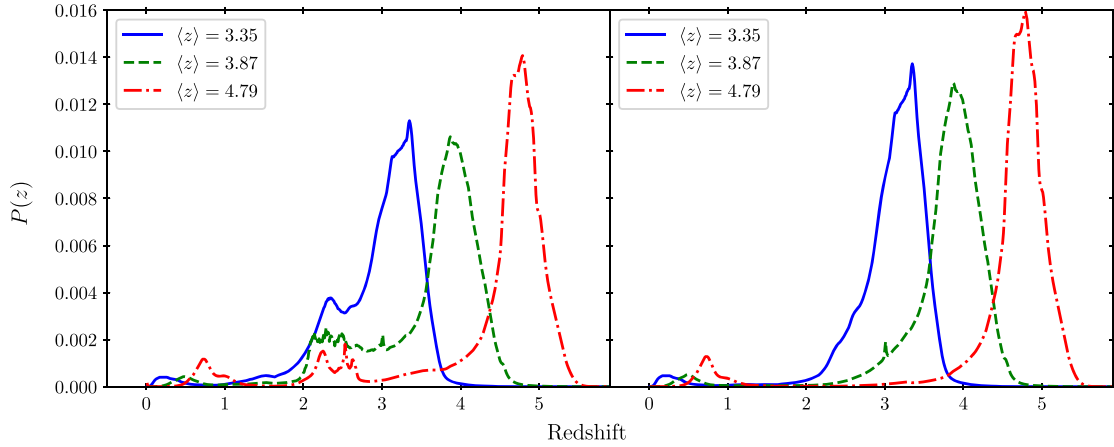 0.016
0.014
0.012
0.010
0.008
0.006
0.004
0.002
0.000
P(z)
⟨z⟩ = 3.35
⟨z⟩ = 3.87
⟨z⟩ = 4.79
⟨z⟩ = 3.35
⟨z⟩ = 3.87
⟨z⟩ = 4.79
0 1 2 3 4 5
0 1 2 3 4 5
Redshift